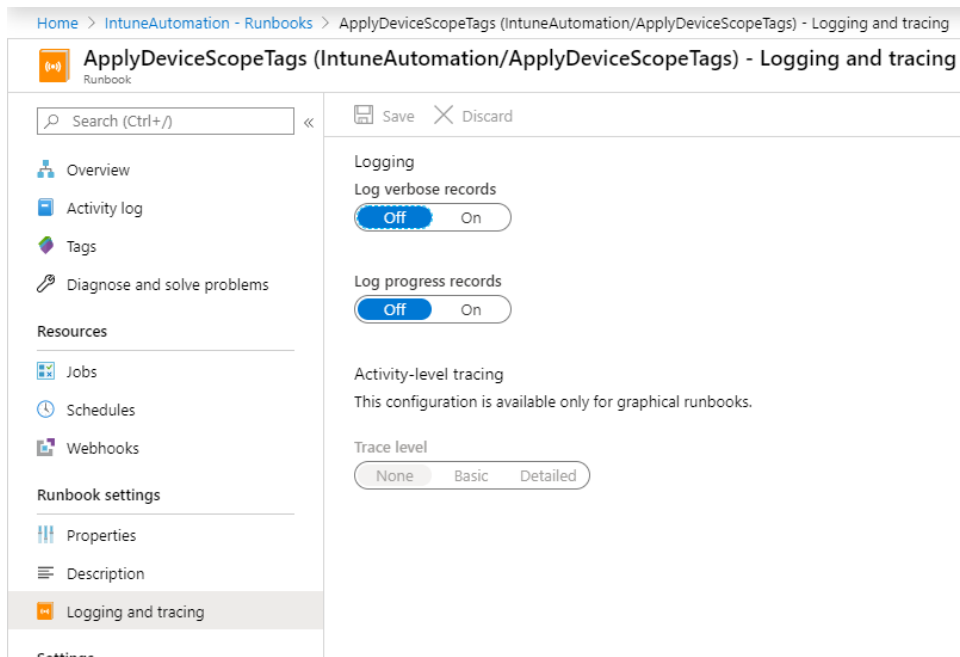 Home > IntuneAutomation - Runbooks > ApplyDeviceScopeTags (IntuneAutomation/ApplyDeviceScopeTags) - Logging and tracing
ApplyDeviceScopeTags (IntuneAutomation/ApplyDeviceScopeTags) - Logging and tracing
Runbook
Search (Ctrl+/)
«
Overview
Activity log
Tags
Diagnose and solve problems
Resources
Jobs
Schedules
Webhooks
Runbook settings
Properties
Description
Logging and tracing
Settings
Save Discard
Logging
Log verbose records
Off On
Log progress records
Off On
Activity-level tracing
This configuration is available only for graphical runbooks.
Trace level
None Basic Detailed